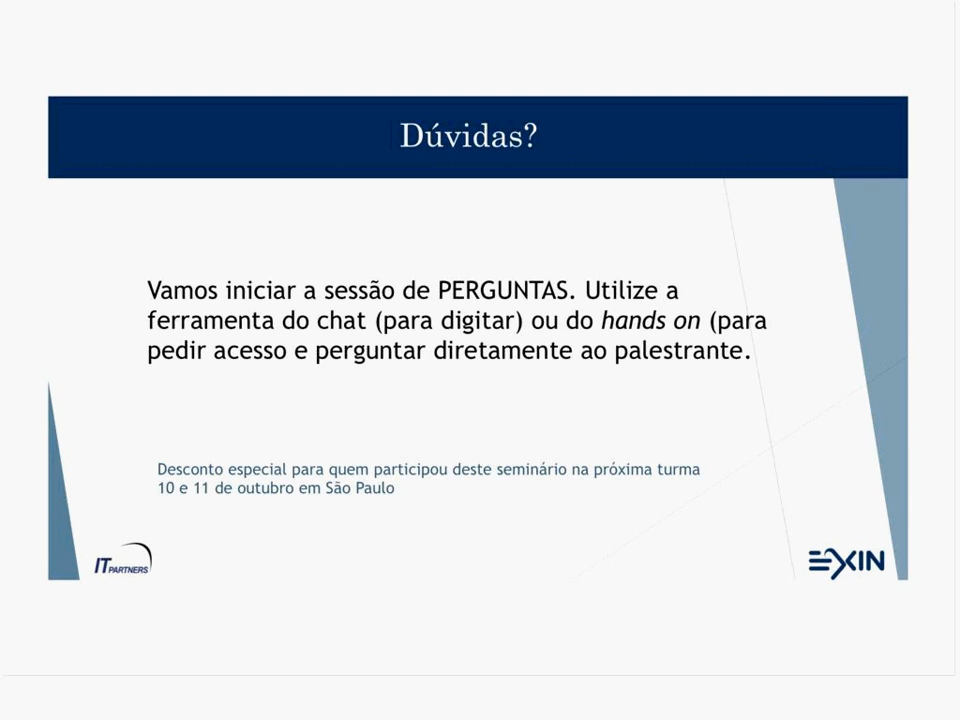 Dúvidas?
Vamos iniciar a sessão de PERGUNTAS. Utilize a
ferramenta do chat (para digitar) ou do hands on (para
pedir acesso e perguntar diretamente ao palestrante.
Desconto especial para quem participou deste seminário na próxima turma
10 e 11 de outubro em São Paulo
IT PARTNERS
EXIN